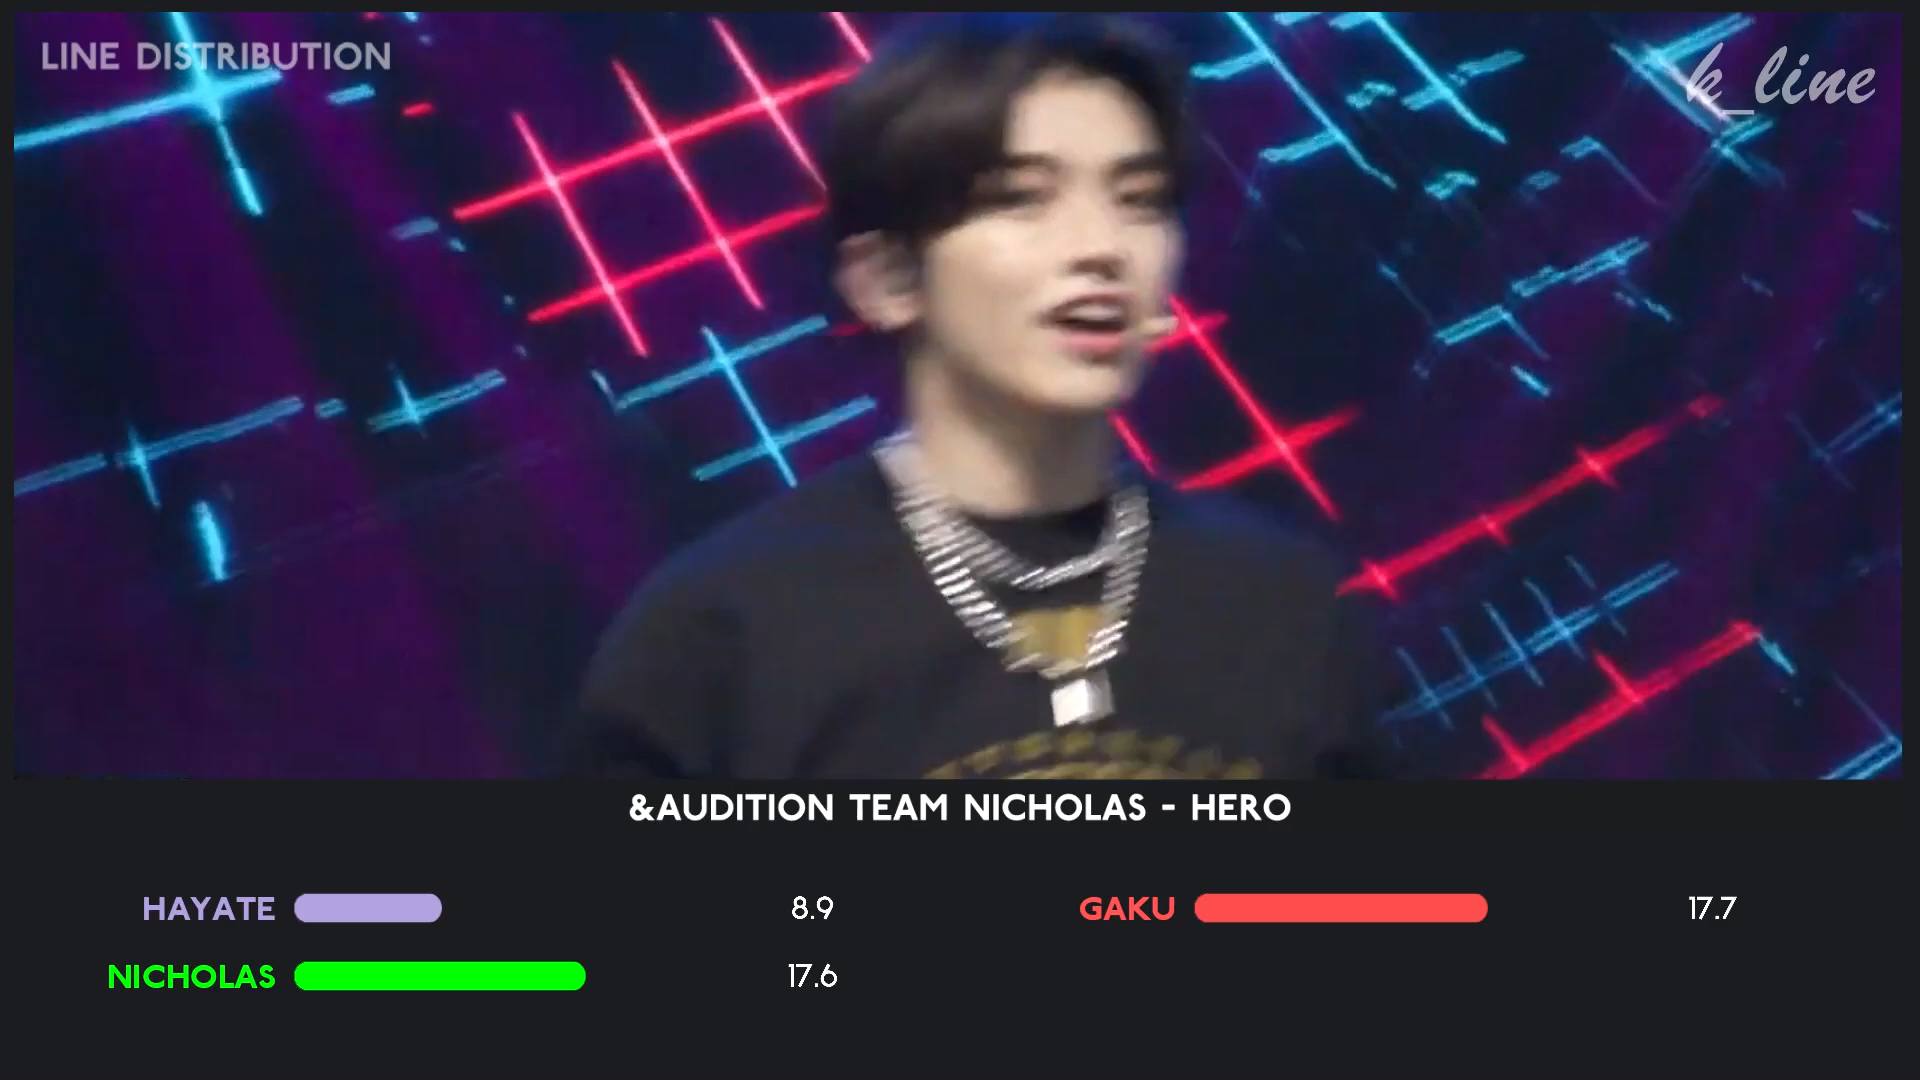 LINE DISTRIBUTION
k_line
&AUDITION TEAM NICHOLAS - HERO
HAYATE 8.9
GAKU 17.7
NICHOLAS 17.6